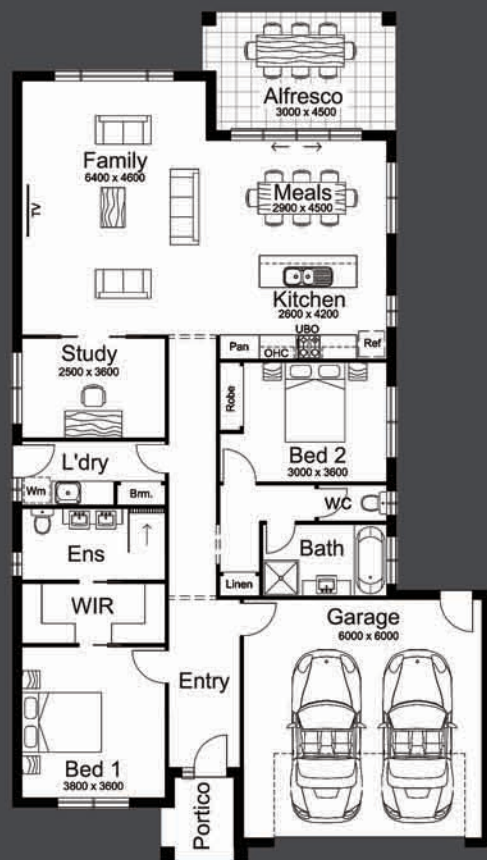 Alfresco
3000 x 4500
Family
6400 x 4600
TV
Meals
2900 x 4500
Kitchen
2600 x 4200
UBO
Pan
OHC
Ref
Study
2500 x 3600
Robe
Bed 2
3000 x 3600
L'dry
Wm
Brm.
WC
Ens
Bath
Linen
WIR
Garage
6000 x 6000
Entry
Bed 1
3800 x 3600
Portico